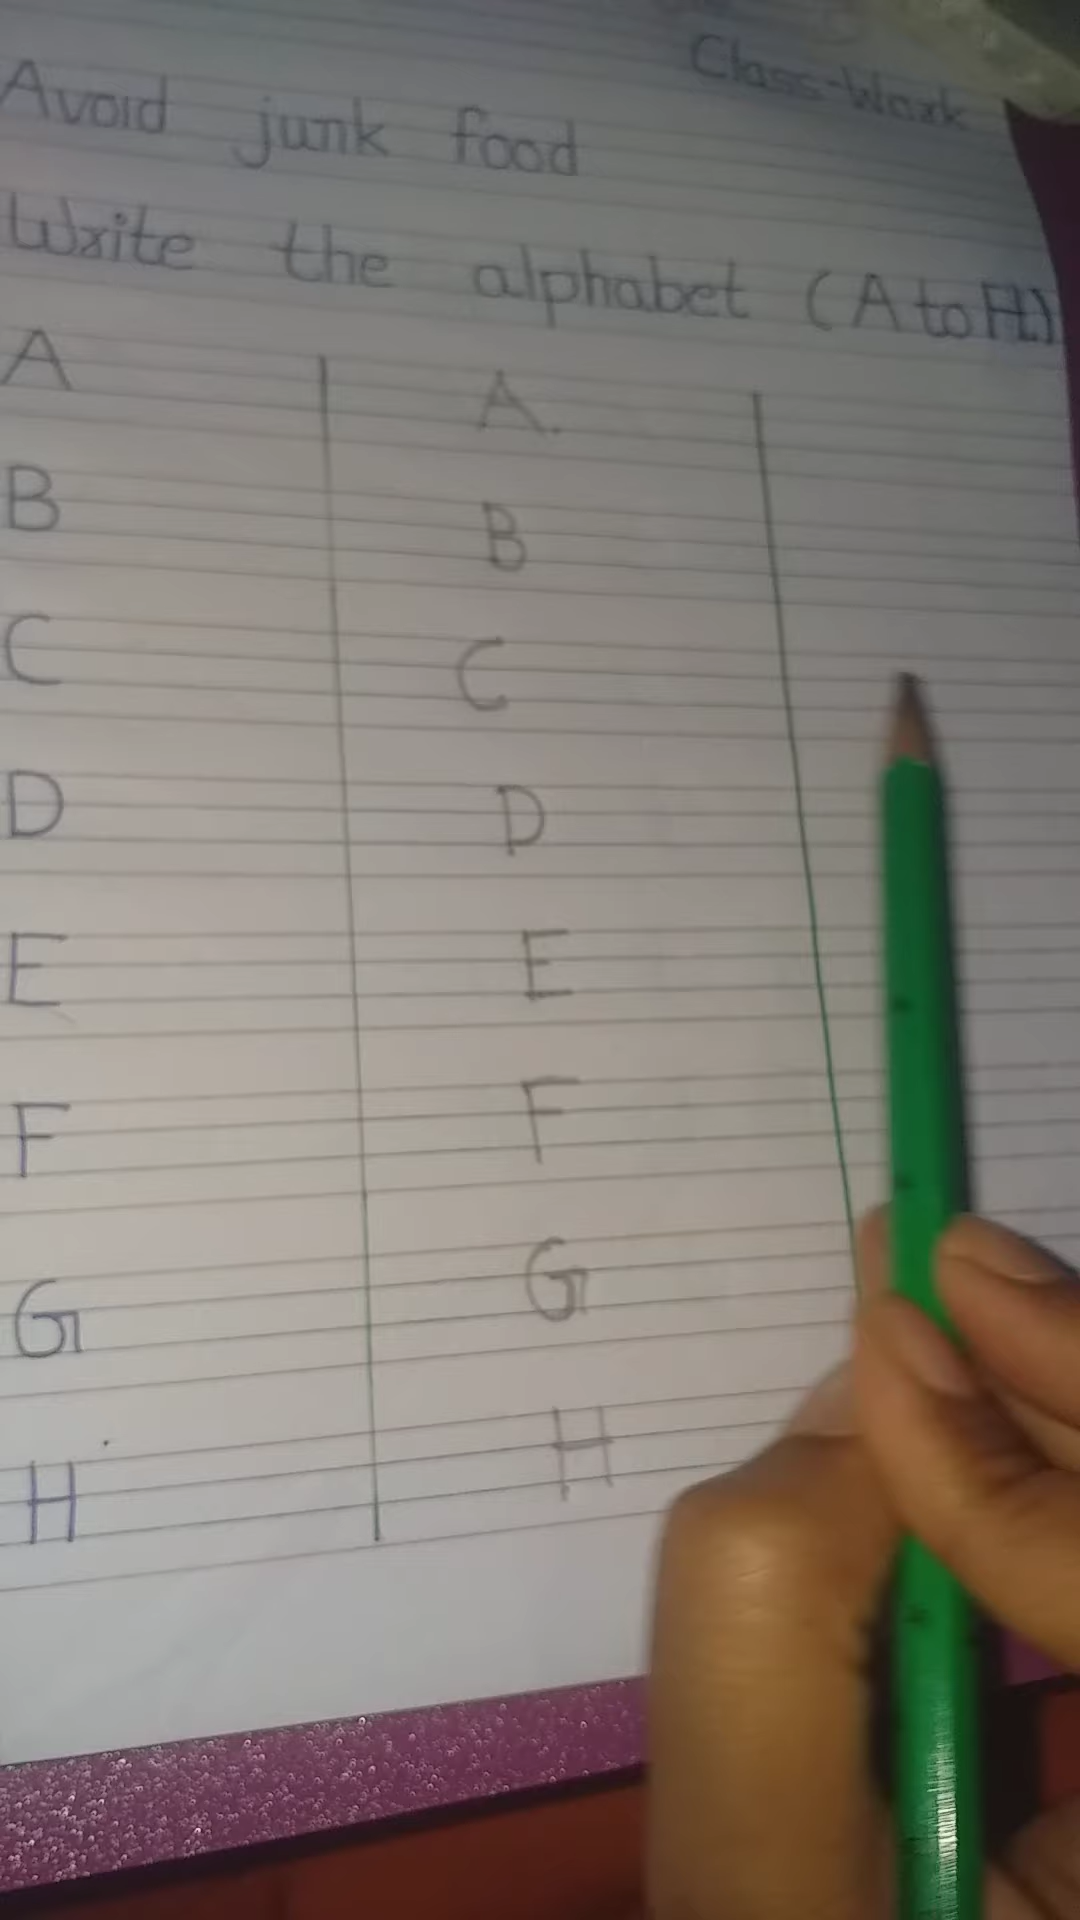 Class-Work
Avoid junk food
Write the alphabet (A to H)
A A.
B B
C C
D D
E E
F F
G G
H H